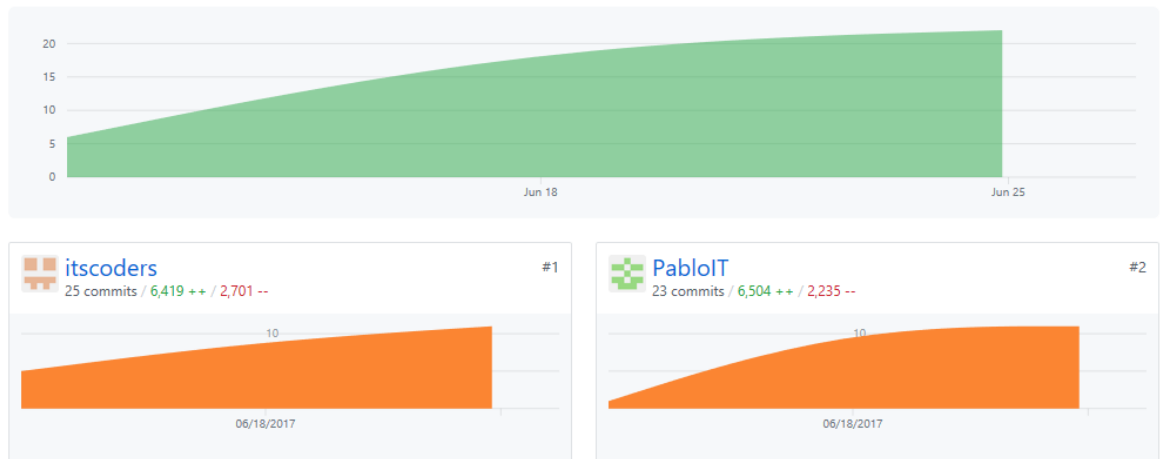 20
15
10
5
0
Jun 18
Jun 25
itscoders
#1
25 commits / 6,419 ++ / 2,701 --
10
06/18/2017
PabloIT
#2
23 commits / 6,504 ++ / 2,235 --
10
06/18/2017